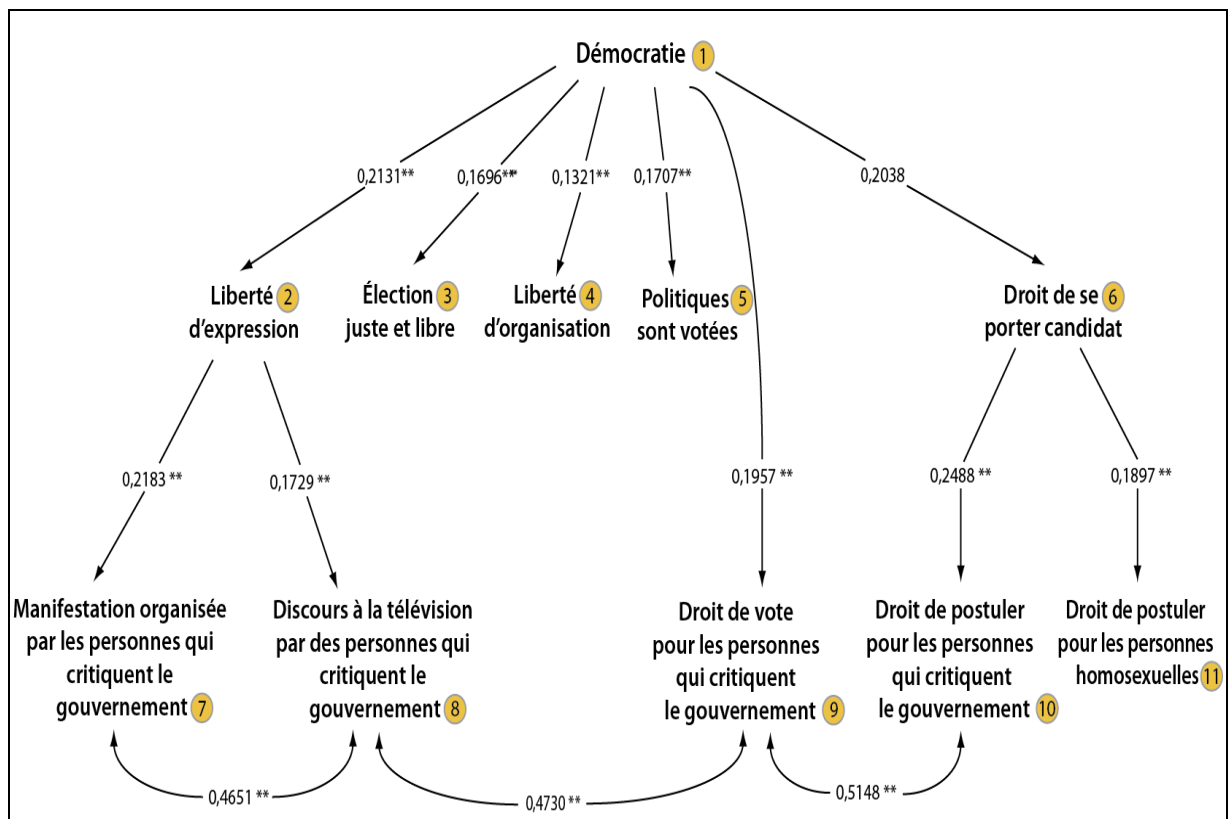 Démocratie 1
0,2131** 0,1696** 0,1321** 0,1707** 0,2038
Liberté 2
d'expression
Élection 3
juste et libre
Liberté 4
d'organisation
Politiques 5
sont votées
Droit de se 6
porter candidat
0,2183 ** 0,1729 ** 0,1957 ** 0,2488 ** 0,1897 **
Manifestation organisée
par les personnes qui
critiquent le
gouvernement 7
Discours à la télévision
par des personnes qui
critiquent le
gouvernement 8
Droit de vote
pour les personnes
qui critiquent
le gouvernement 9
Droit de postuler
pour les personnes
qui critiquent
le gouvernement 10
Droit de postuler
pour les personnes
homosexuelles 11
0,4651 ** 0,4730 ** 0,5148 **